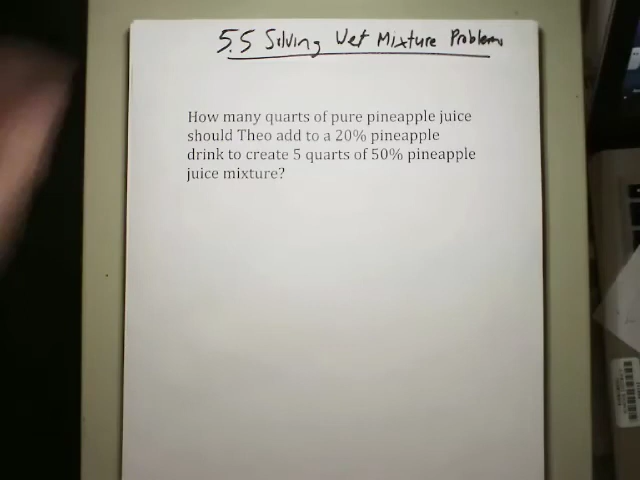 5.5 Solving Wet Mixture Problems
How many quarts of pure pineapple juice
should Theo add to a 20% pineapple
drink to create 5 quarts of 50% pineapple
juice mixture?